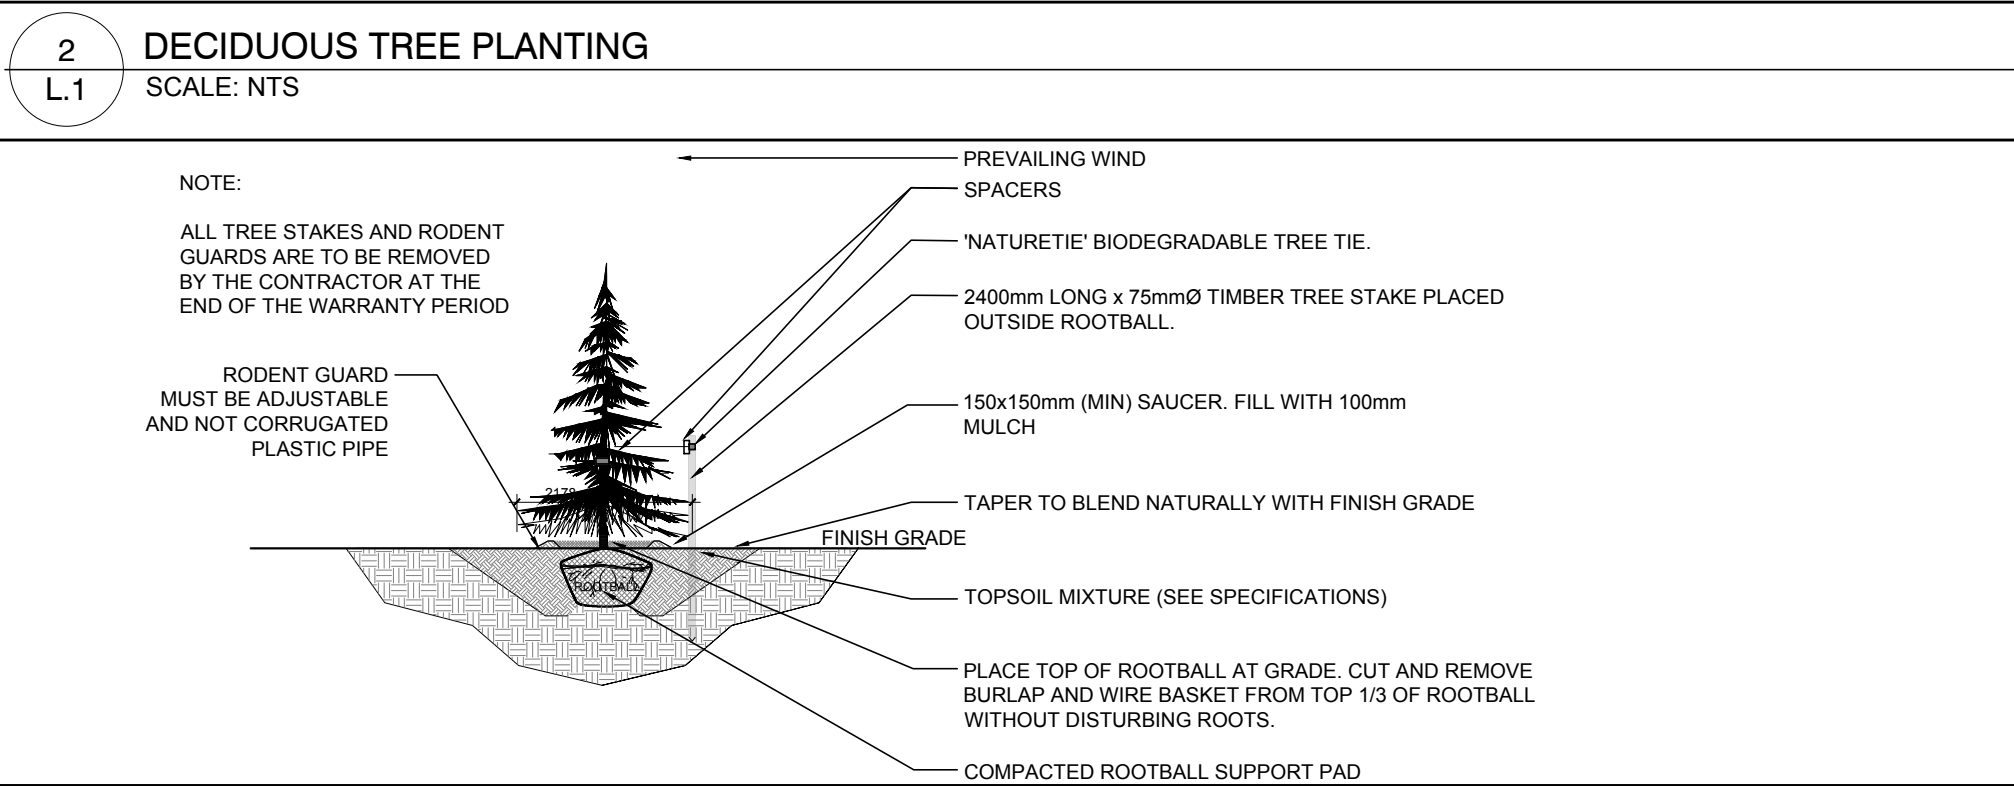 2
L.1
DECIDUOUS TREE PLANTING
SCALE: NTS
NOTE:
ALL TREE STAKES AND RODENT
GUARDS ARE TO BE REMOVED
BY THE CONTRACTOR AT THE
END OF THE WARRANTY PERIOD
RODENT GUARD
MUST BE ADJUSTABLE
AND NOT CORRUGATED
PLASTIC PIPE
PREVAILING WIND
SPACERS
'NATURETIE' BIODEGRADABLE TREE TIE.
2400mm LONG x 75mmØ TIMBER TREE STAKE PLACED
OUTSIDE ROOTBALL.
150x150mm (MIN) SAUCER. FILL WITH 100mm
MULCH
TAPER TO BLEND NATURALLY WITH FINISH GRADE
FINISH GRADE
ROOTBALL
TOPSOIL MIXTURE (SEE SPECIFICATIONS)
PLACE TOP OF ROOTBALL AT GRADE. CUT AND REMOVE
BURLAP AND WIRE BASKET FROM TOP 1/3 OF ROOTBALL
WITHOUT DISTURBING ROOTS.
COMPACTED ROOTBALL SUPPORT PAD